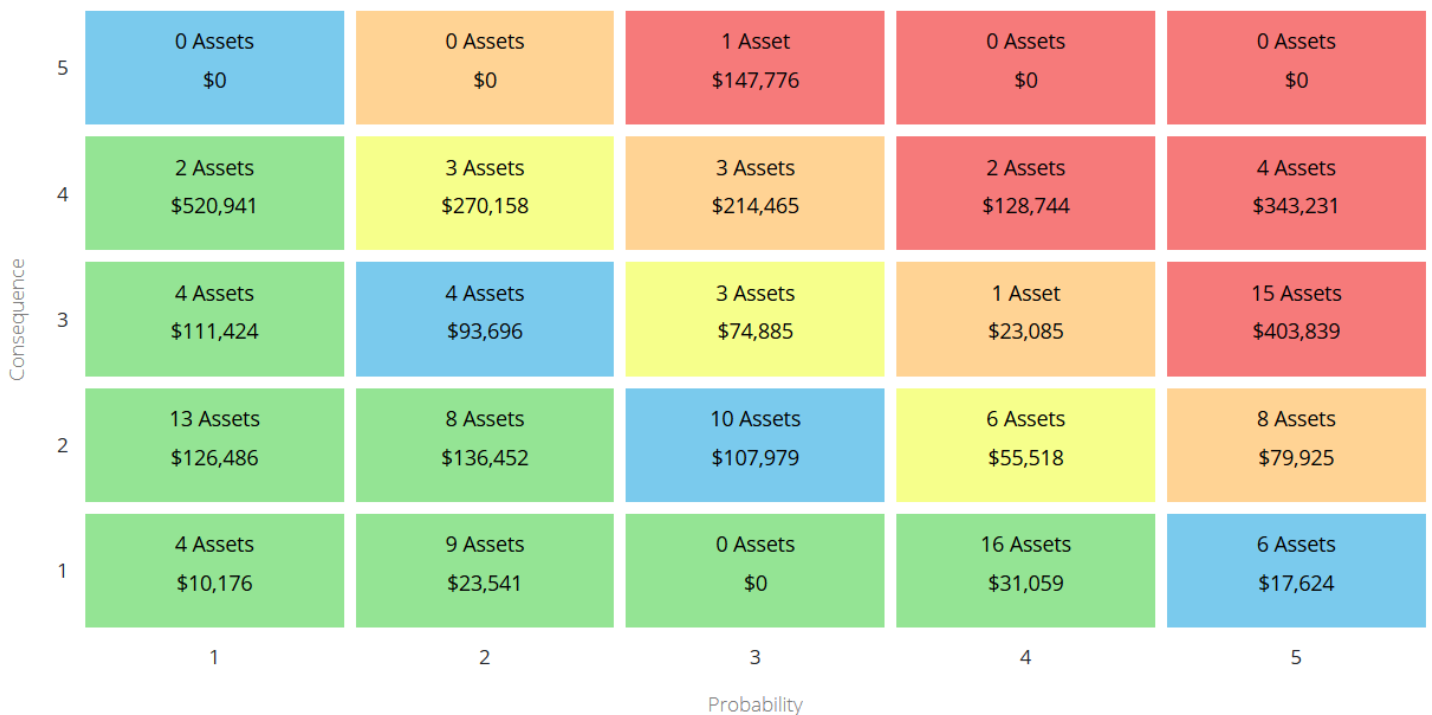 5
0 Assets
$0
0 Assets
$0
1 Asset
$147,776
0 Assets
$0
0 Assets
$0
4
2 Assets
$520,941
3 Assets
$270,158
3 Assets
$214,465
2 Assets
$128,744
4 Assets
$343,231
Consequence
3
4 Assets
$111,424
4 Assets
$93,696
3 Assets
$74,885
1 Asset
$23,085
15 Assets
$403,839
2
13 Assets
$126,486
8 Assets
$136,452
10 Assets
$107,979
6 Assets
$55,518
8 Assets
$79,925
1
4 Assets
$10,176
9 Assets
$23,541
0 Assets
$0
16 Assets
$31,059
6 Assets
$17,624
1
2
3
4
5
Probability